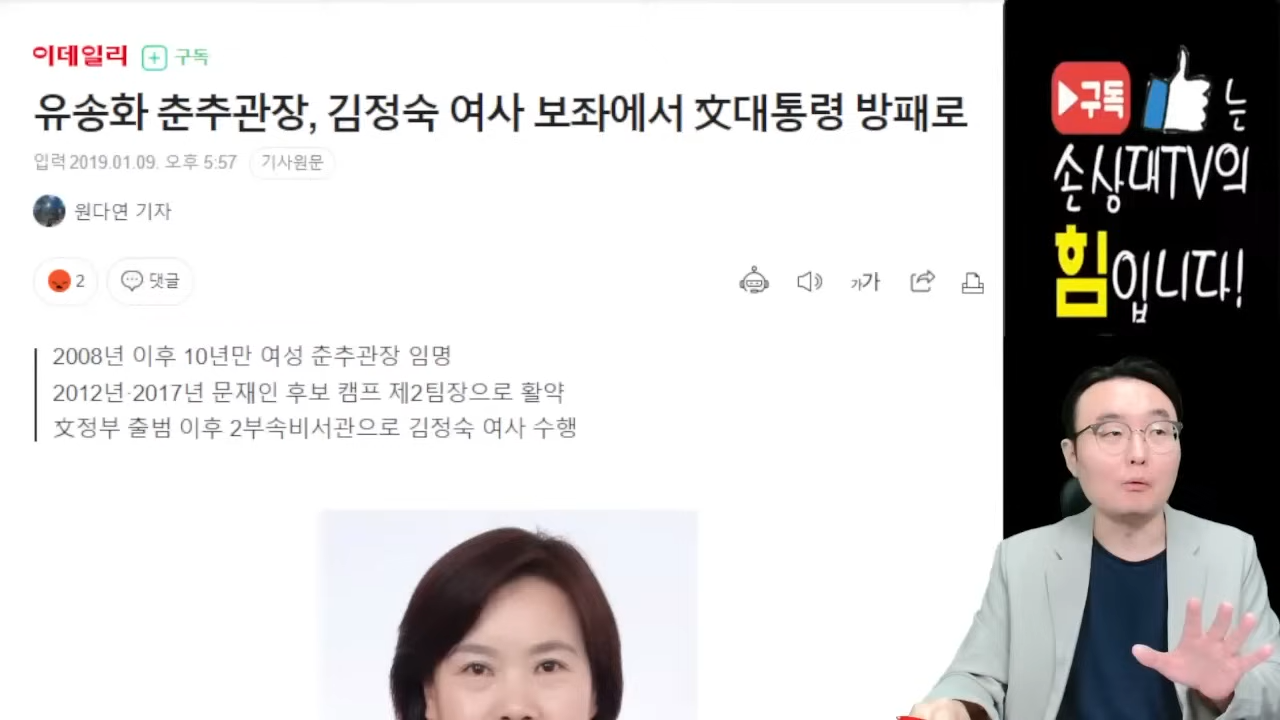 이데일리 구독
유송화 춘추관장, 김정숙 여사 보좌에서 文대통령 방패로
입력 2019.01.09. 오후 5:57 기사원문
원다연 기자
2 댓글
가가
2008년 이후 10년만 여성 춘추관장 임명
2012년·2017년 문재인 후보 캠프 제2팀장으로 활약
文정부 출범 이후 2부속비서관으로 김정숙 여사 수행
구독 는
손상대TV의
힘입니다!